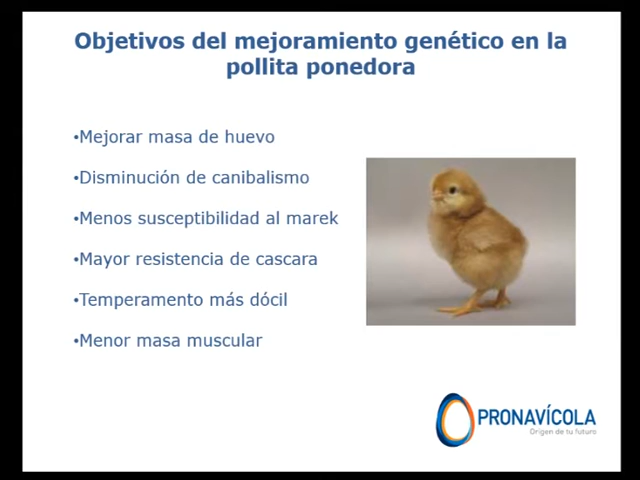 Objetivos del mejoramiento genético en la
pollita ponedora
•Mejorar masa de huevo
•Disminución de canibalismo
•Menos susceptibilidad al marek
•Mayor resistencia de cascara
•Temperamento más dócil
•Menor masa muscular
PRONAVÍCOLA
Origen de tu futuro